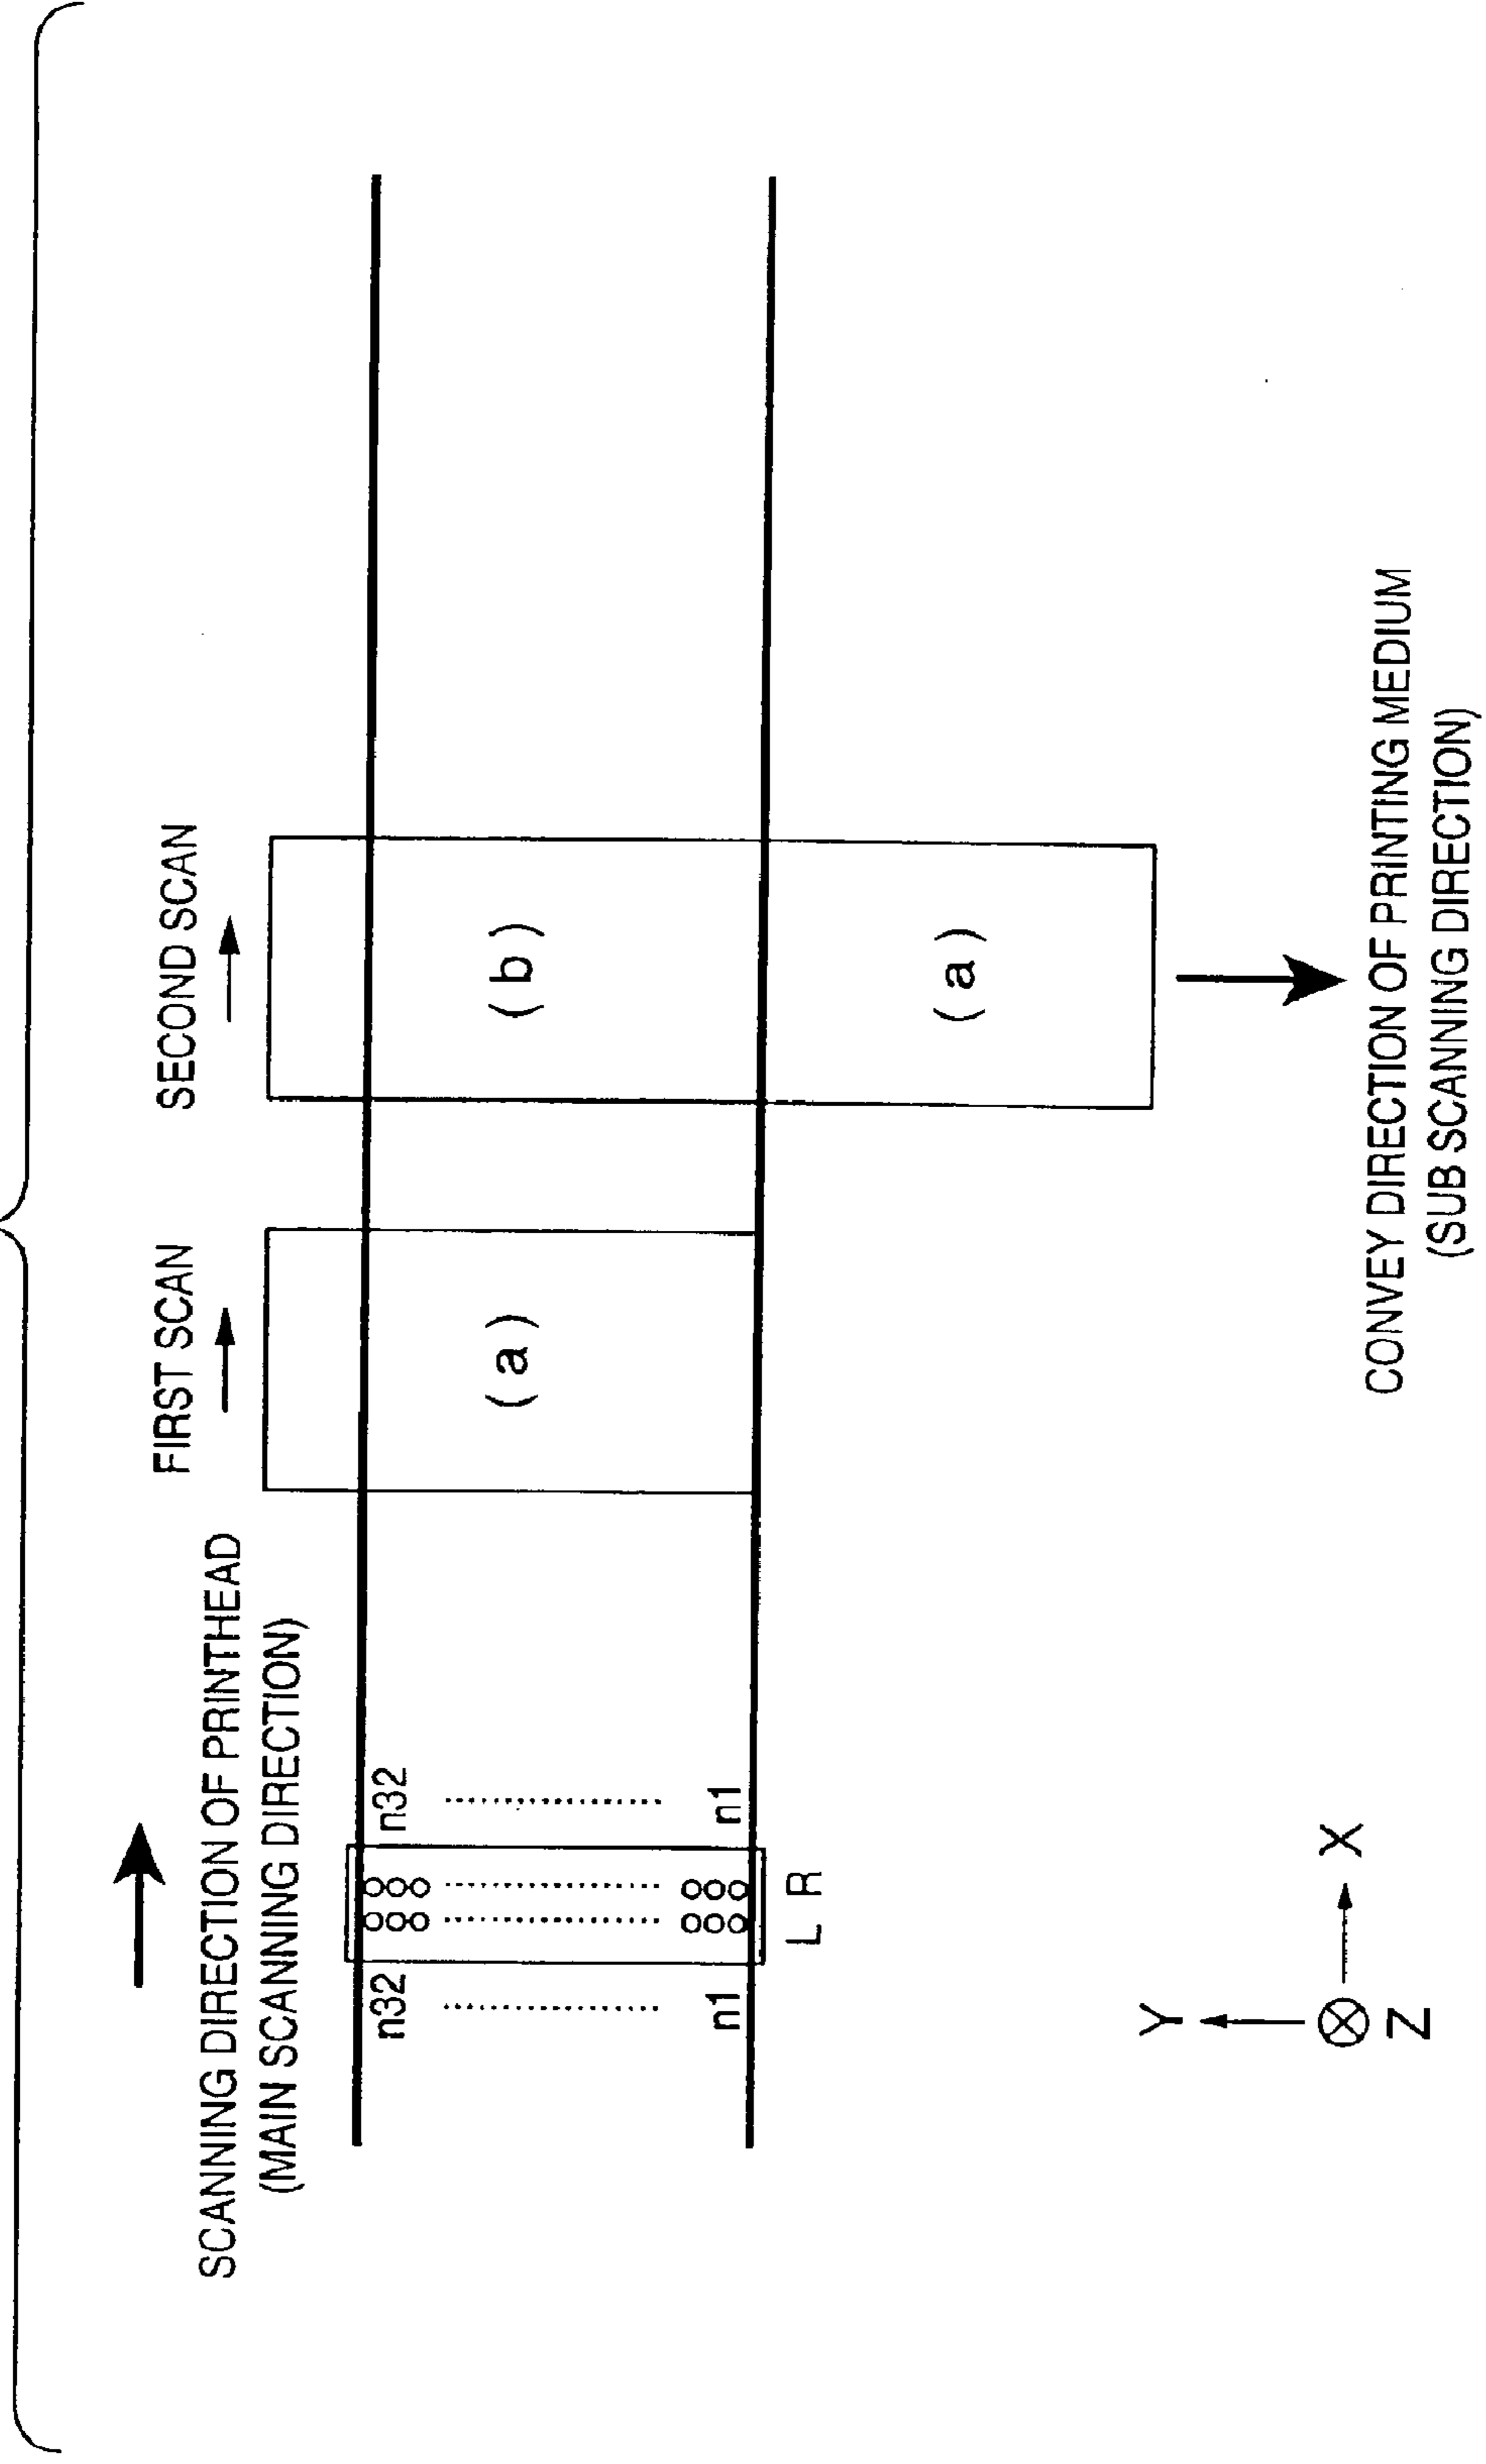 SCANNING DIRECTION OF PRINTHEAD
(MAIN SCANNING DIRECTION)
FIRST SCAN
SECOND SCAN
n32
n32
n1
n1
L R
(a)
(b)
(a)
Y
X
Z
CONVEY DIRECTION OF PRINTING MEDIUM
(SUB SCANNING DIRECTION)